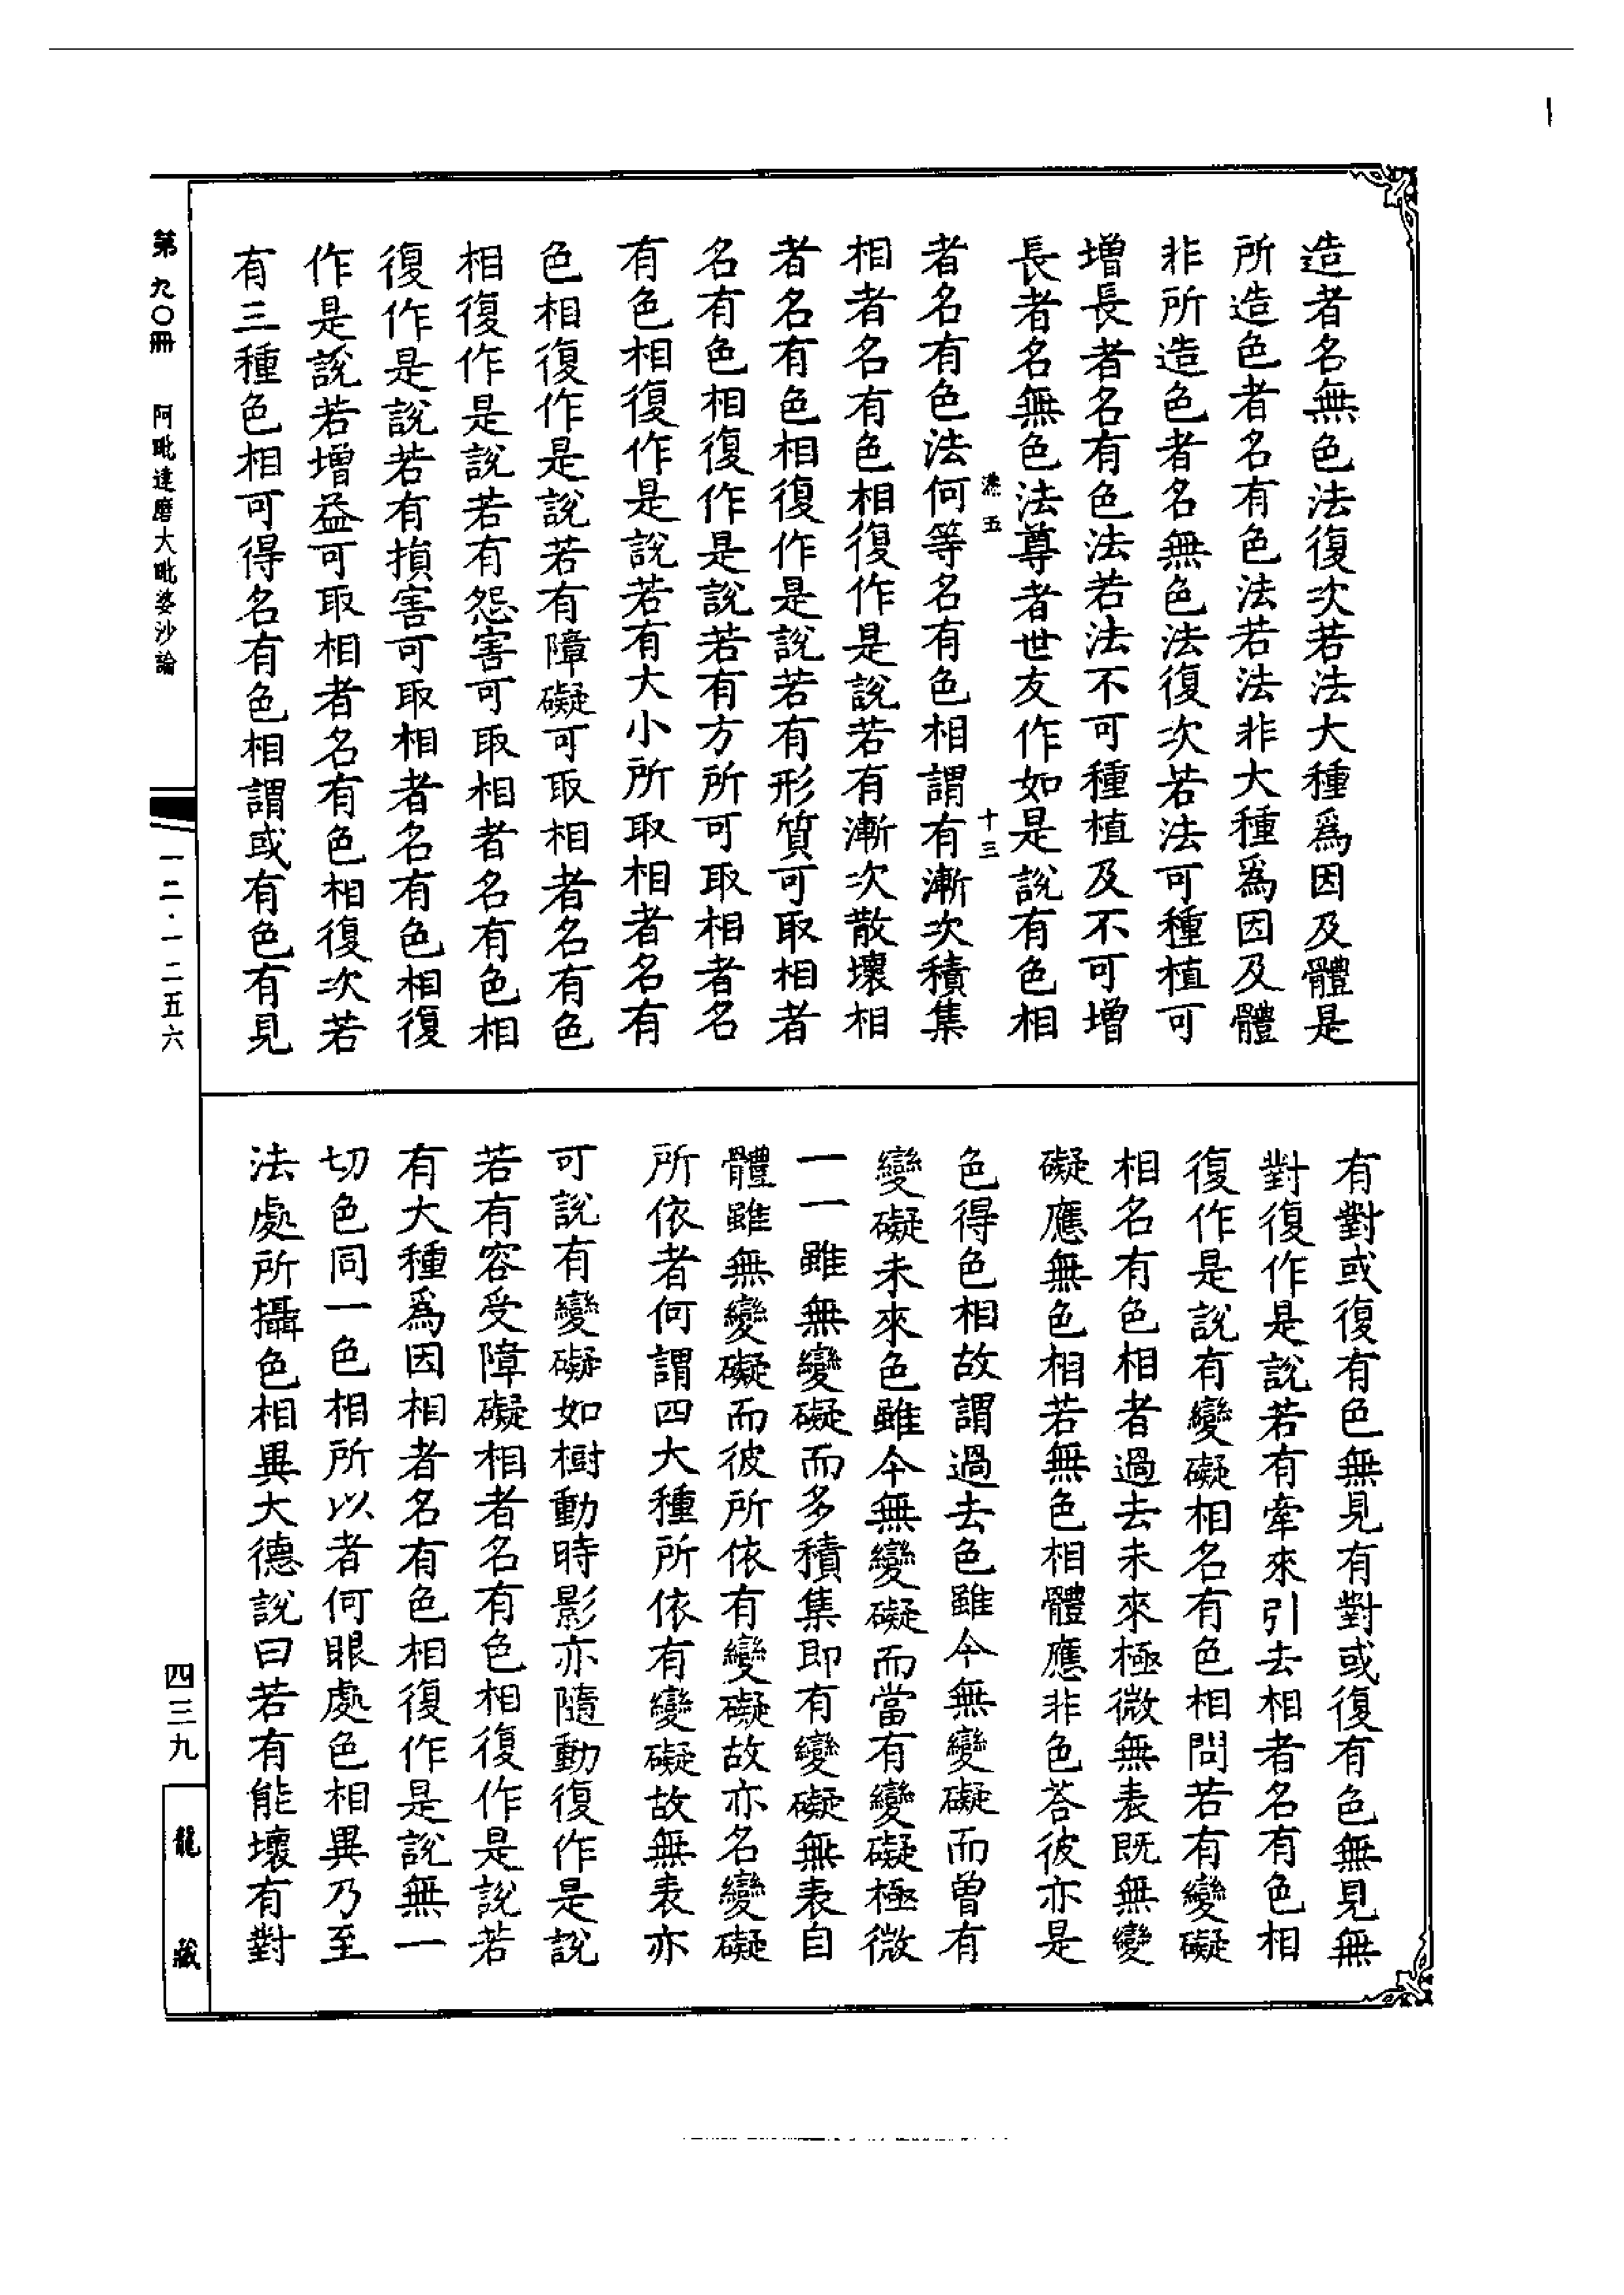 造者名無色法復次若法大種爲因及體是
所造色者名有色法若法非大種爲因及體
非所造色者名無色法復次若法可種植可
增長者名有色法若法不可種植及不可增
長者名無色法尊者世友作如是說有色相
五 十三
者名有色法何等名有色相謂有漸次積集
相者名有色相復作是說若有漸次散壞相
者名有色相復作是說若有形質可取相者
名有色相復作是說若有方所可取相者名
有色相復作是說若有大小所取相者名有
色相復作是說若有障礙可取相者名有色
相復作是說若有怨害可取相者名有色相
復作是說若有損害可取相者名有色相復
作是說若增益可取相者名有色相復次若
有三種色相可得名有色相謂或有色有見
有對或復有色無見有對或復有色無見無
對復作是說若有牽來引去相者名有色相
復作是說有變礙相名有色相問若有變礙
相名有色相者過去未來極微無表既無變
礙應無色相若無色相體應非色荅彼亦是
色得色相故謂過去色雖今無變礙而曾有
變礙未來色雖今無變礙而當有變礙極微
一一雖無變礙而多積集即有變礙無表自
體雖無變礙而彼所依有變礙故亦名變礙
所依者何謂四大種所依有變礙故無表亦
可說有變礙如樹動時影亦隨動復作是說
若有容受障礙相者名有色相復作是說若
有大種爲因相者名有色相復作是說無一
切色同一色相所以者何眼處色相異乃至
法處所攝色相異大德說曰若有能壞有對
第九〇冊 阿毗達磨大毗婆沙論
一二·一二五六
四三九
龍藏